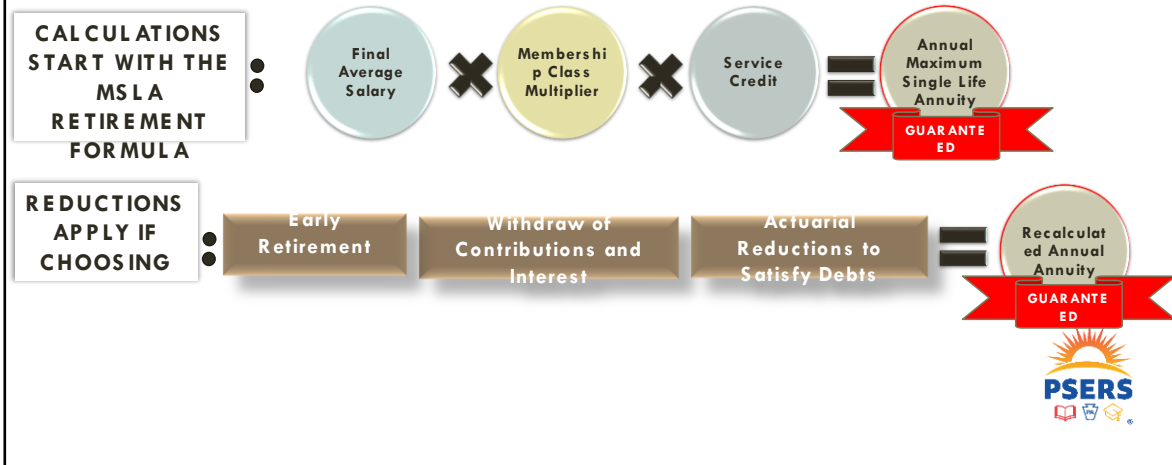 CALCULATIONS
START WITH THE
MSLA
RETIREMENT
FORMULA
:
Final
Average
Salary
Membershi
p Class
Multiplier
Service
Credit
Annual
Maximum
Single Life
Annuity
GUARANTE
ED
REDUCTIONS
APPLY IF
CHOOSING
:
Early
Retirement
Withdraw of
Contributions and
Interest
Actuarial
Reductions to
Satisfy Debts
Recalculat
ed Annual
Annuity
GUARANTE
ED
PSERS
PA
®